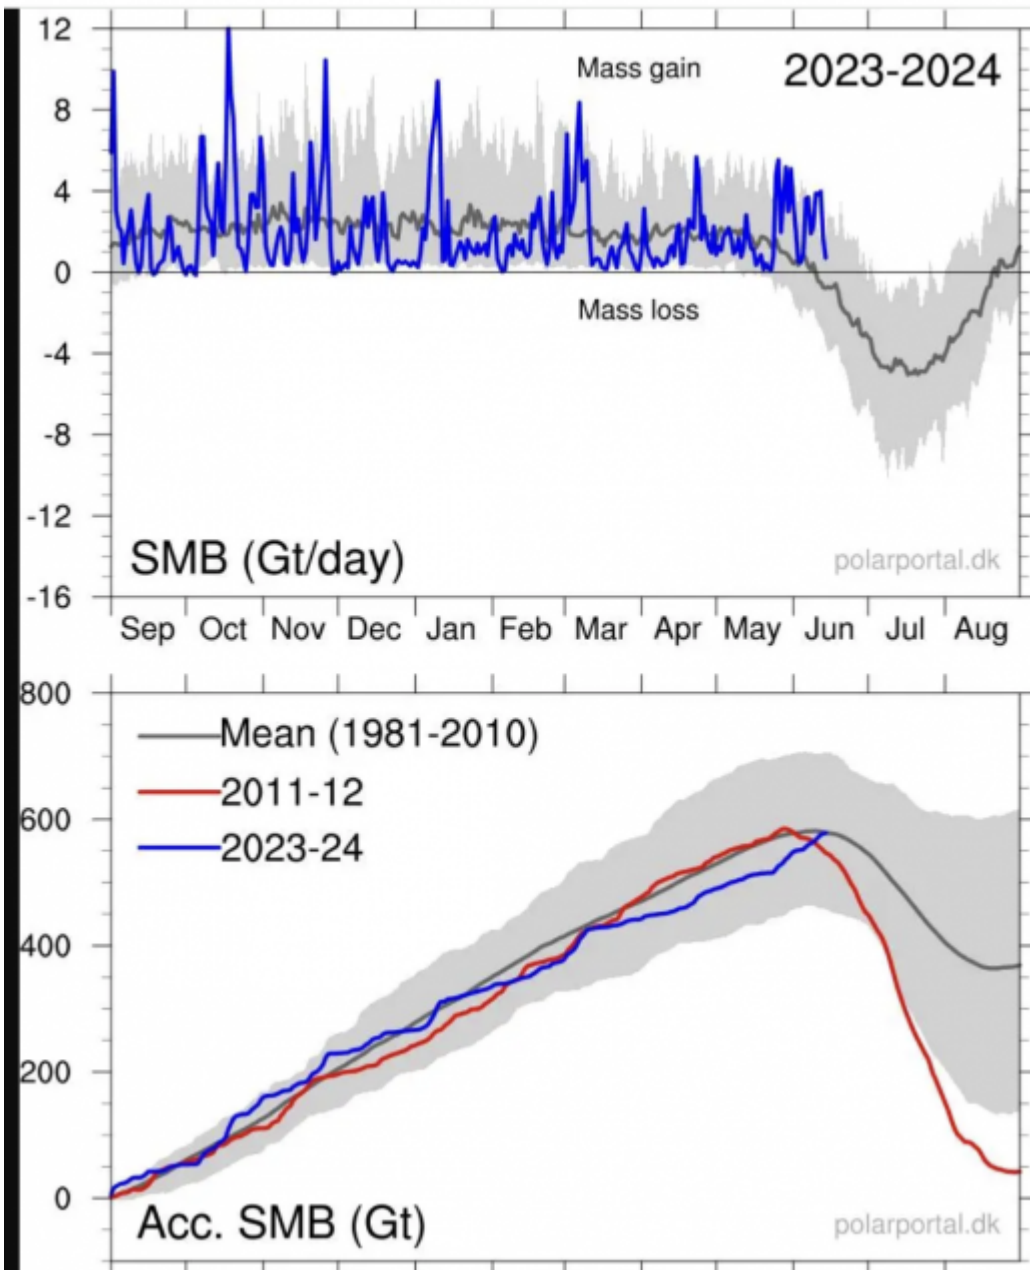 12
8
4
0
-4
-8
-12
-16
Mass gain
2023-2024
Mass loss
SMB (Gt/day)
polarportal.dk
Sep Oct Nov Dec Jan Feb Mar Apr May Jun Jul Aug
800
600
400
200
0
Mean (1981-2010)
2011-12
2023-24
Acc. SMB (Gt)
polarportal.dk